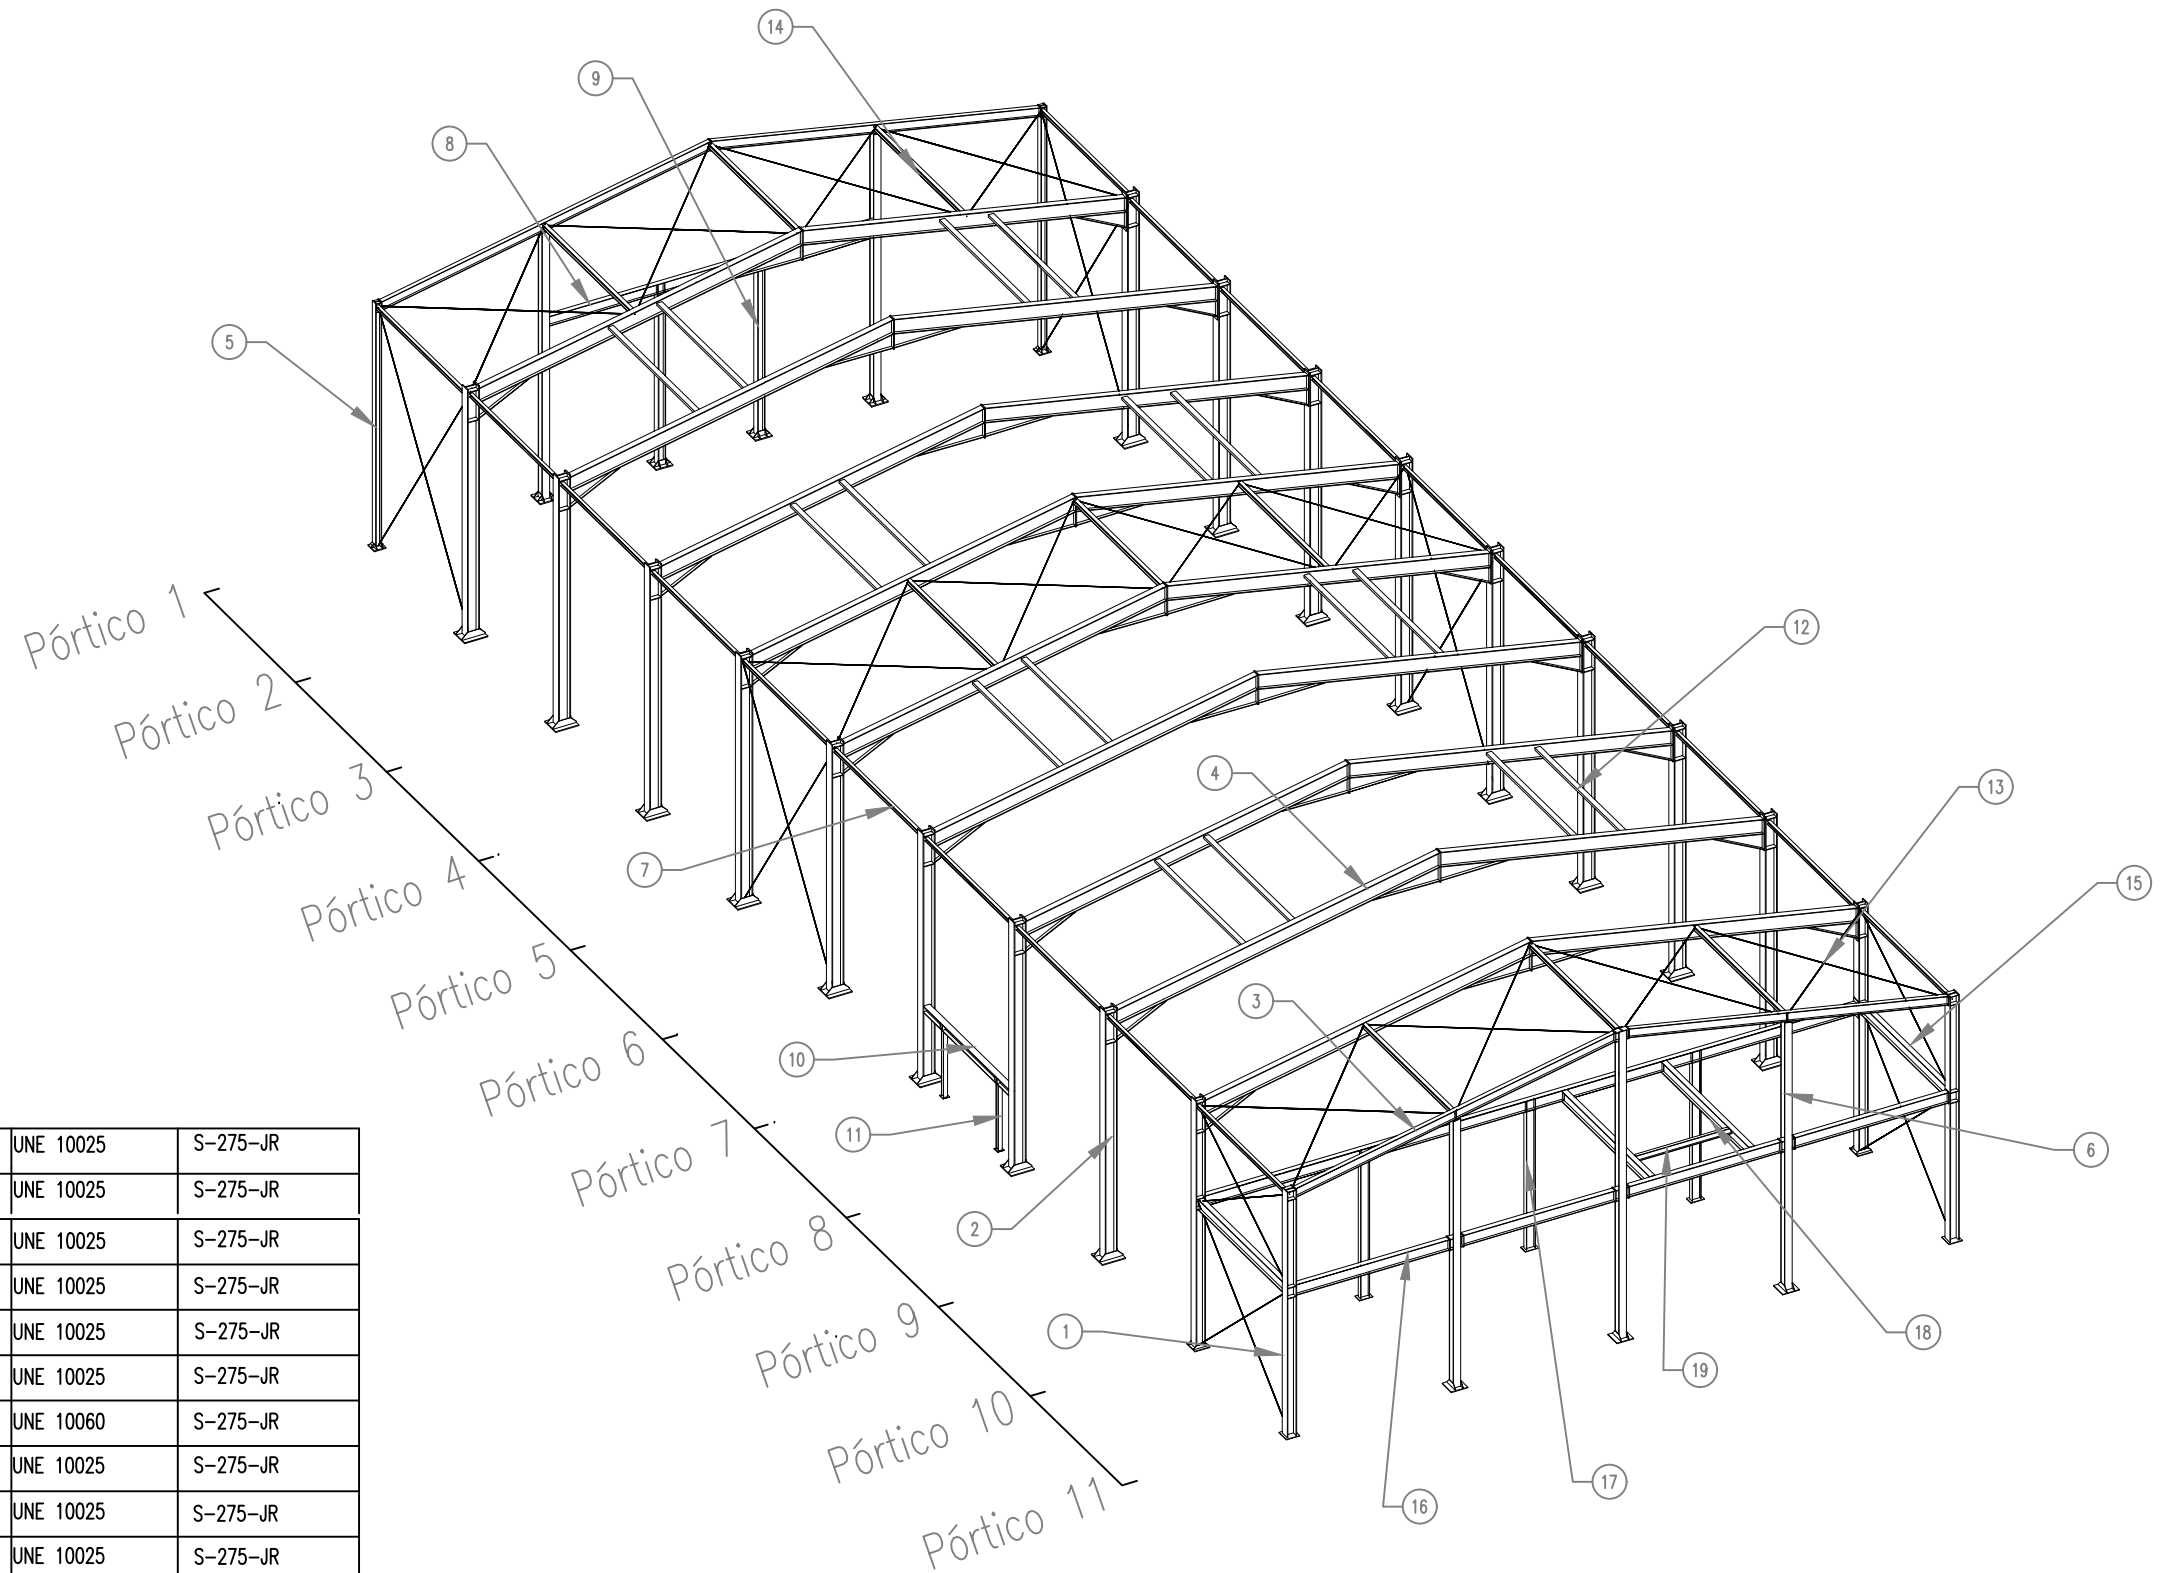 14
9
8
5
Pórtico 1
12
Pórtico 2
4
13
Pórtico 3
7
15
Pórtico 4
3
Pórtico 5
10
Pórtico 6
11
6
2
Pórtico 7
Pórtico 8
1
18
19
Pórtico 9
17
16
Pórtico 10
Pórtico 11
UNE 10025 S-275-JR
UNE 10025 S-275-JR
UNE 10025 S-275-JR
UNE 10025 S-275-JR
UNE 10025 S-275-JR
UNE 10025 S-275-JR
UNE 10060 S-275-JR
UNE 10025 S-275-JR
UNE 10025 S-275-JR
UNE 10025 S-275-JR